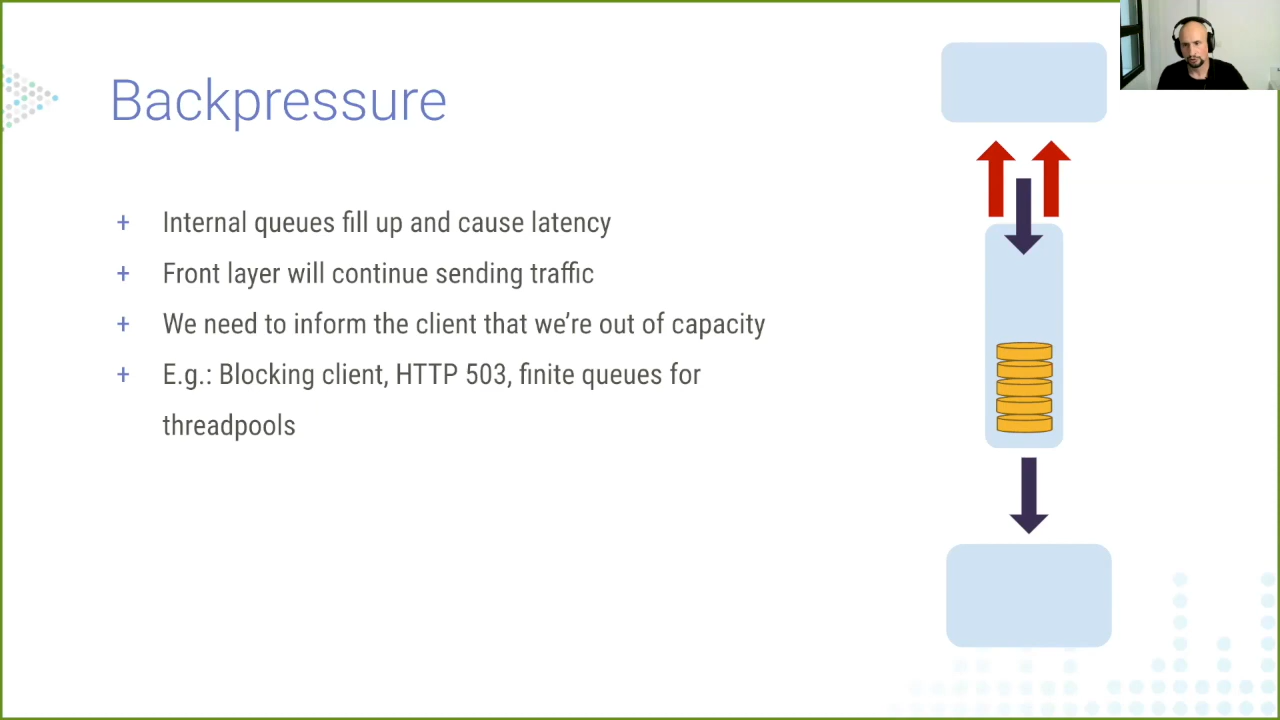 Backpressure
+ Internal queues fill up and cause latency
+ Front layer will continue sending traffic
+ We need to inform the client that we’re out of capacity
+ E.g.: Blocking client, HTTP 503, finite queues for
threadpools